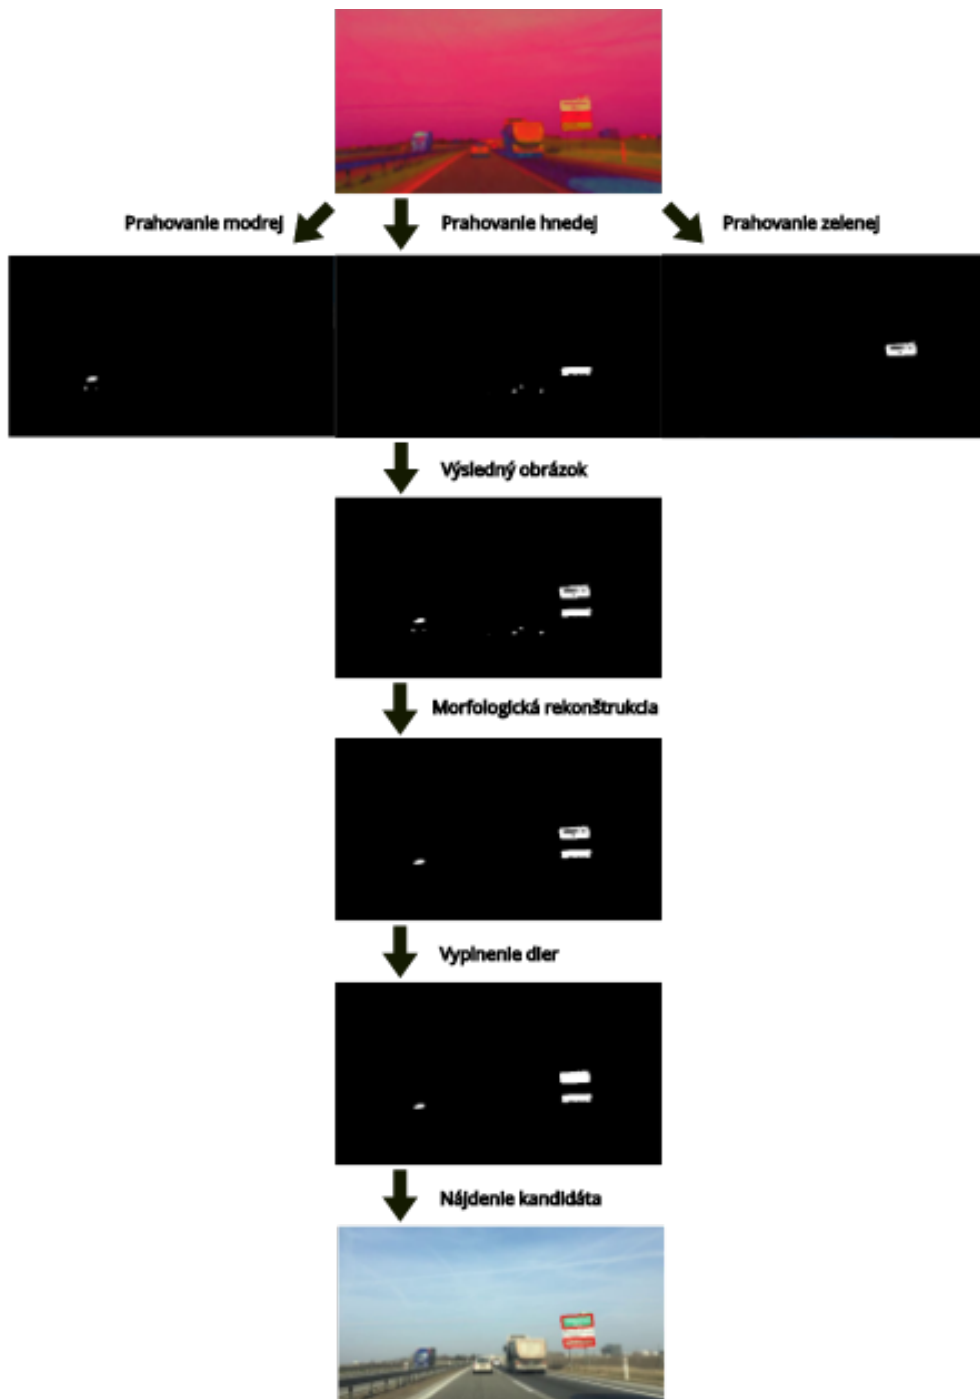 Prahovanie modrej
Prahovanie hnedej
Prahovanie zelenej
Výsledný obrázok
Morfologická rekonštrukcia
Vyplnenie dier
Nájdenie kandidáta